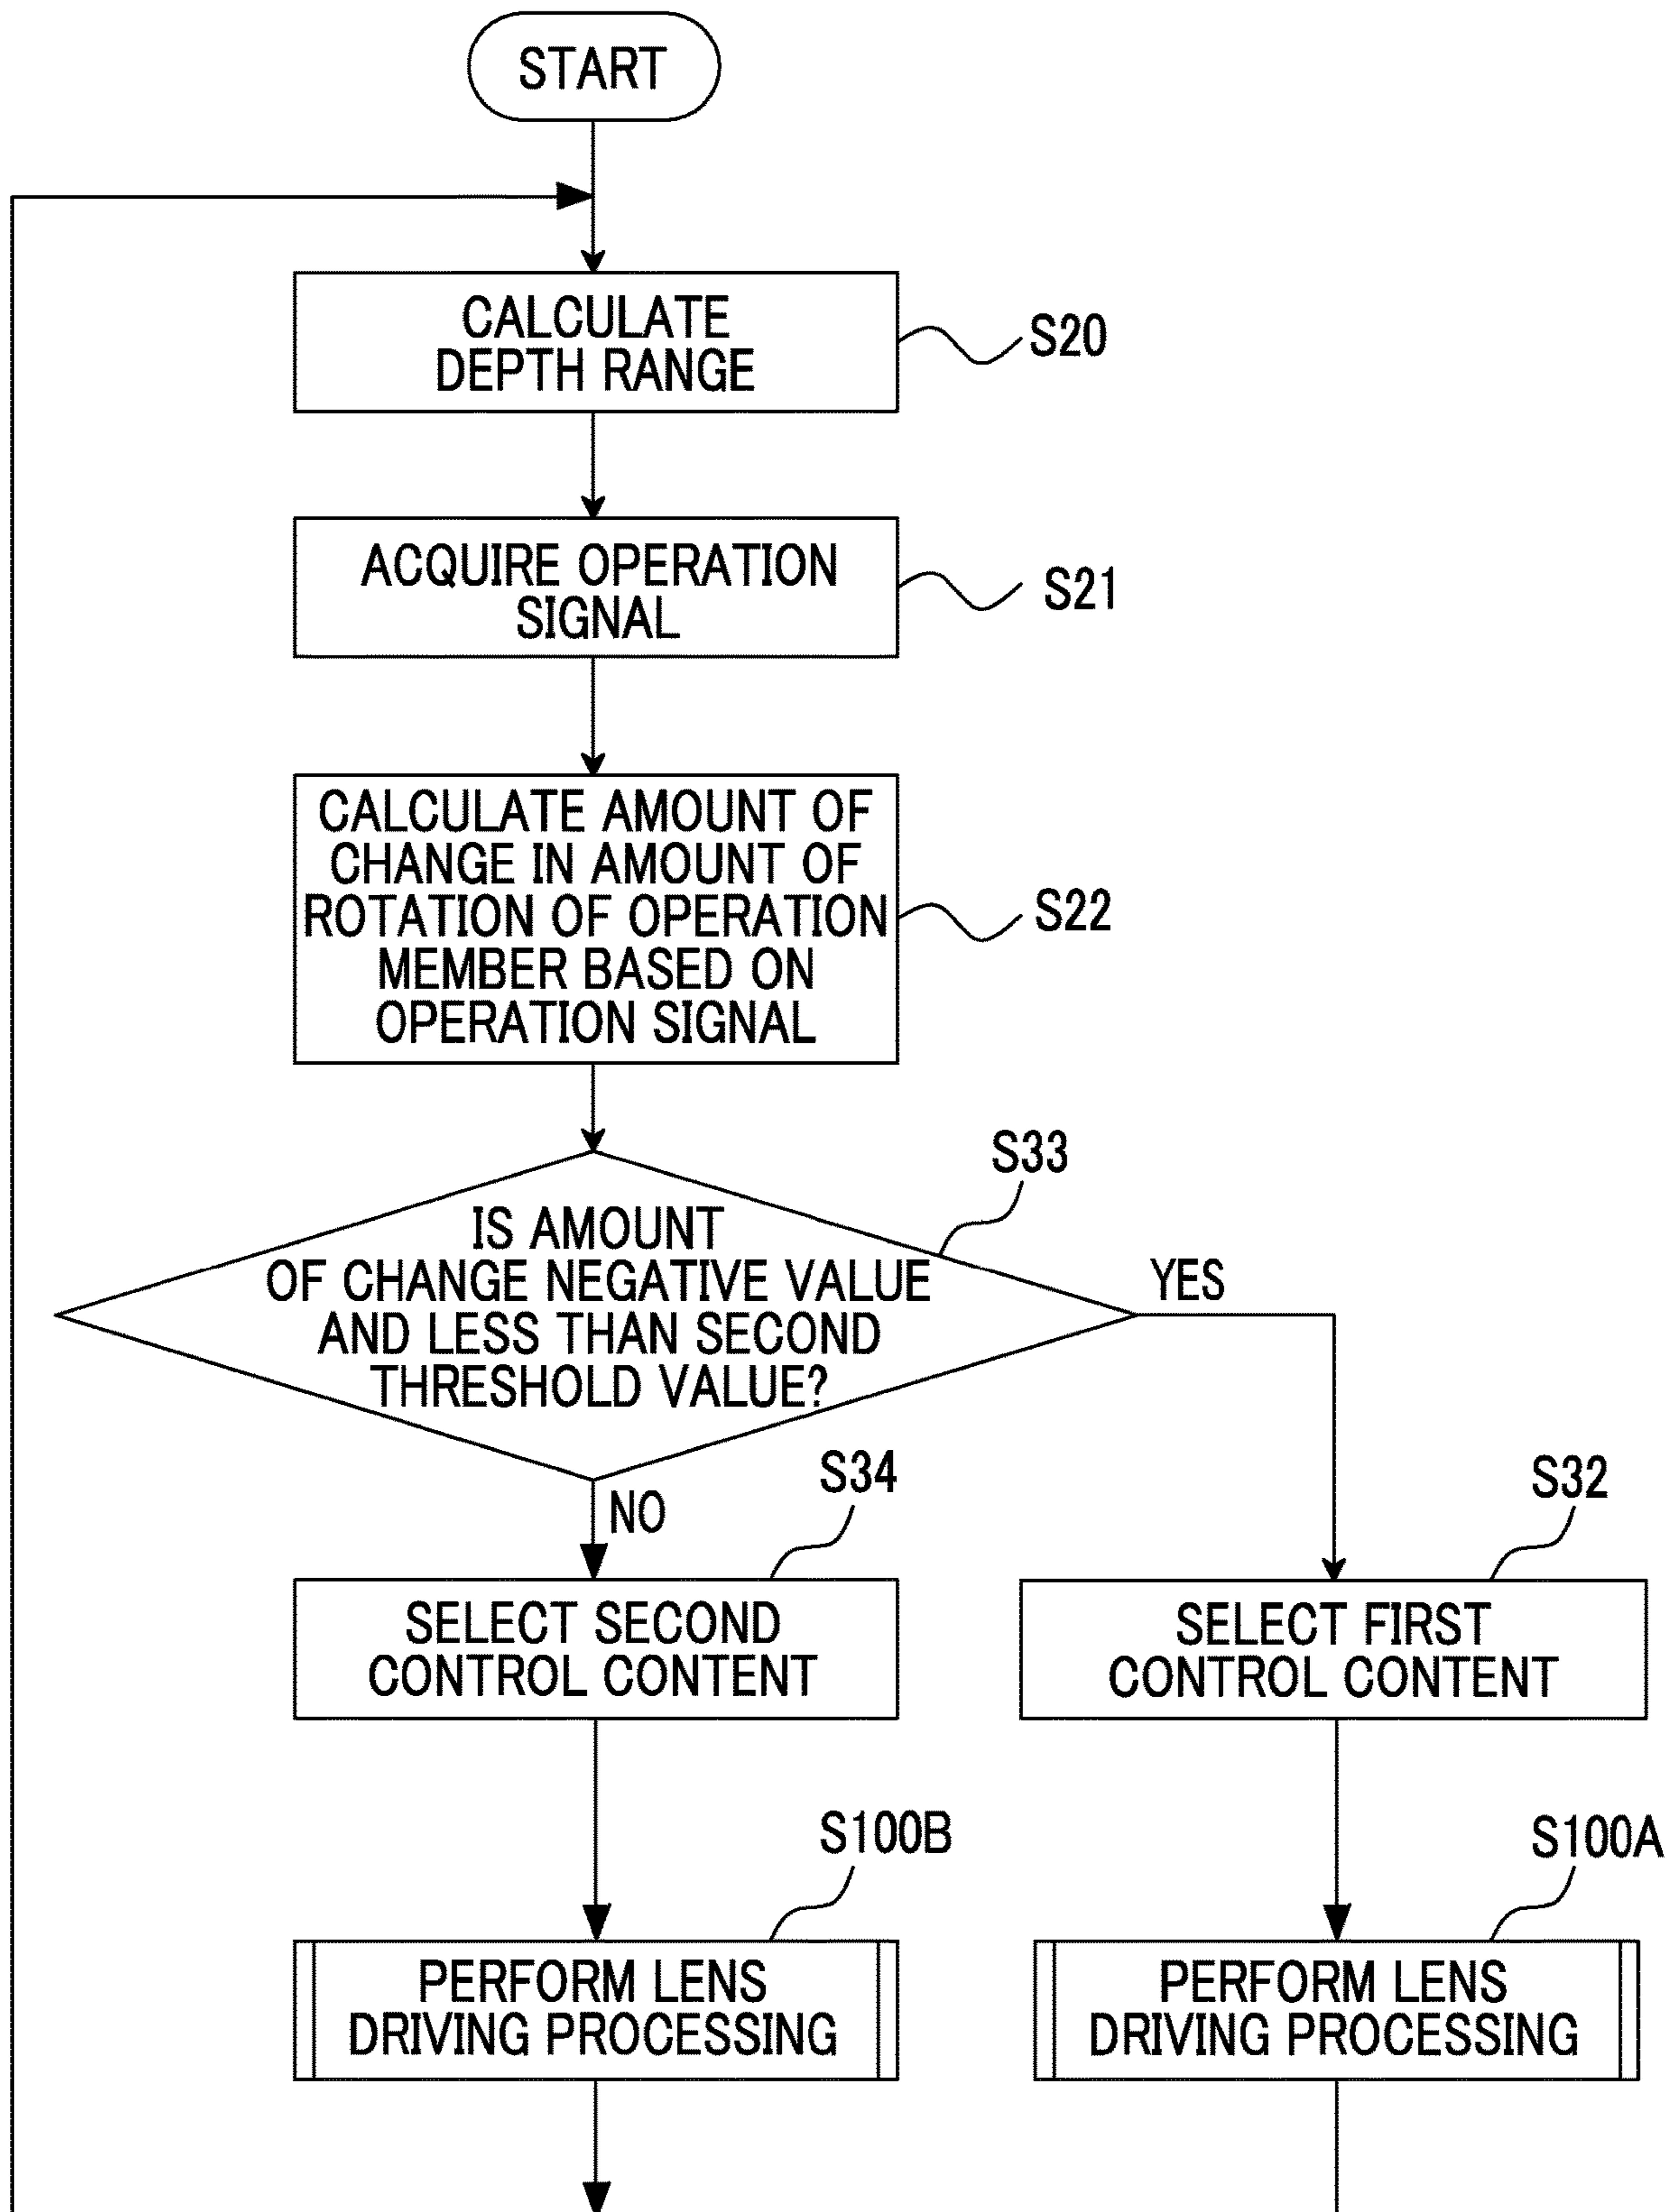 START
CALCULATE
DEPTH RANGE
S20
ACQUIRE OPERATION
SIGNAL
S21
CALCULATE AMOUNT OF
CHANGE IN AMOUNT OF
ROTATION OF OPERATION
MEMBER BASED ON
OPERATION SIGNAL
S22
S33
IS AMOUNT
OF CHANGE NEGATIVE VALUE
AND LESS THAN SECOND
THRESHOLD VALUE?
YES
NO
S34
S32
SELECT SECOND
CONTROL CONTENT
SELECT FIRST
CONTROL CONTENT
S100B
S100A
PERFORM LENS
DRIVING PROCESSING
PERFORM LENS
DRIVING PROCESSING